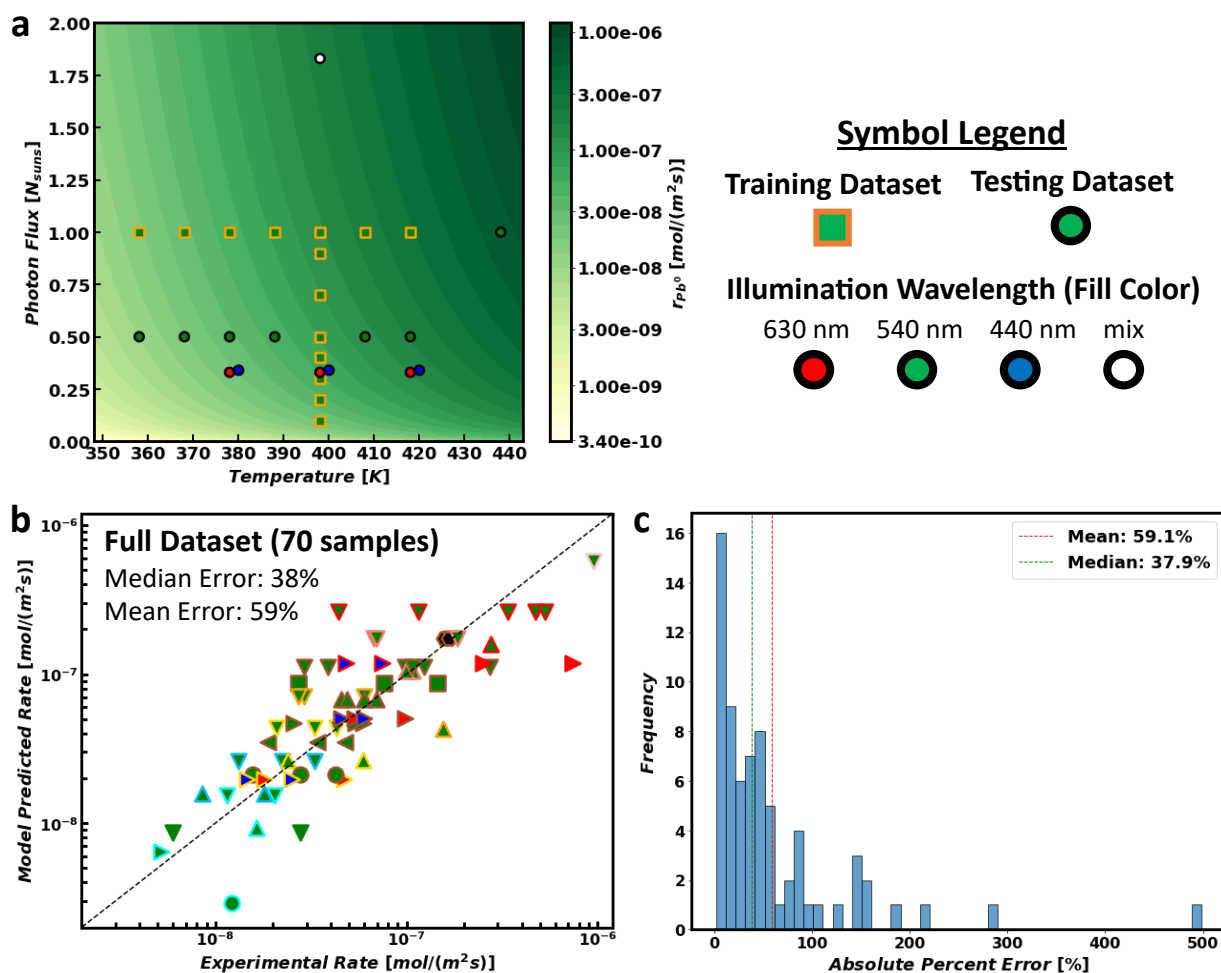 a
2.00
1.75
1.50
1.25
1.00
0.75
0.50
0.25
0.00
Photon Flux [N_suns]
350 360 370 380 390 400 410 420 430 440
Temperature [K]
1.00e-06
3.00e-07
1.00e-07
3.00e-08
1.00e-08
3.00e-09
1.00e-09
3.40e-10
r_Pb⁰ [mol/(m²s)]
Symbol Legend
Training Dataset Testing Dataset
Illumination Wavelength (Fill Color)
630 nm 540 nm 440 nm mix
b
Full Dataset (70 samples)
Median Error: 38%
Mean Error: 59%
10⁻⁶
10⁻⁷
10⁻⁸
Model Predicted Rate [mol/(m²s)]
10⁻⁸ 10⁻⁷ 10⁻⁶
Experimental Rate [mol/(m²s)]
c
Mean: 59.1%
Median: 37.9%
16
14
12
10
8
6
4
2
0
Frequency
0 100 200 300 400 500
Absolute Percent Error [%]